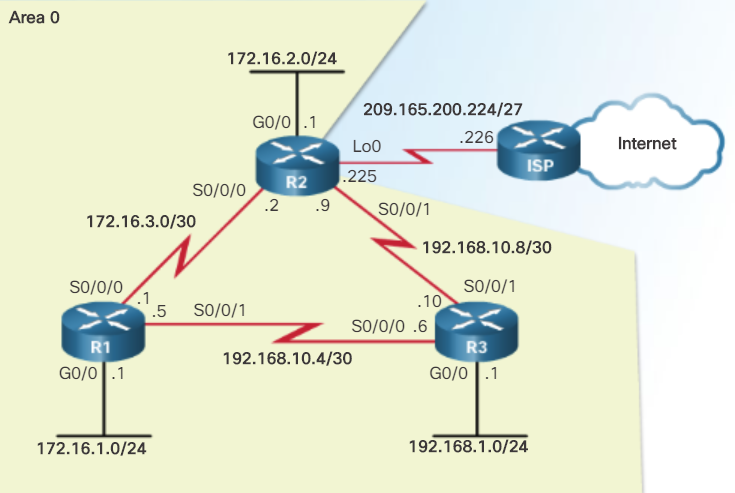 Area 0
172.16.2.0/24
209.165.200.224/27
G0/0 .1
Lo0
.226
Internet
ISP
R2
.225
S0/0/0
.2
.9
S0/0/1
172.16.3.0/30
192.168.10.8/30
S0/0/0
.1
S0/0/1
.10
.5
S0/0/1
S0/0/0 .6
R1
192.168.10.4/30
R3
G0/0 .1
G0/0 .1
172.16.1.0/24
192.168.1.0/24